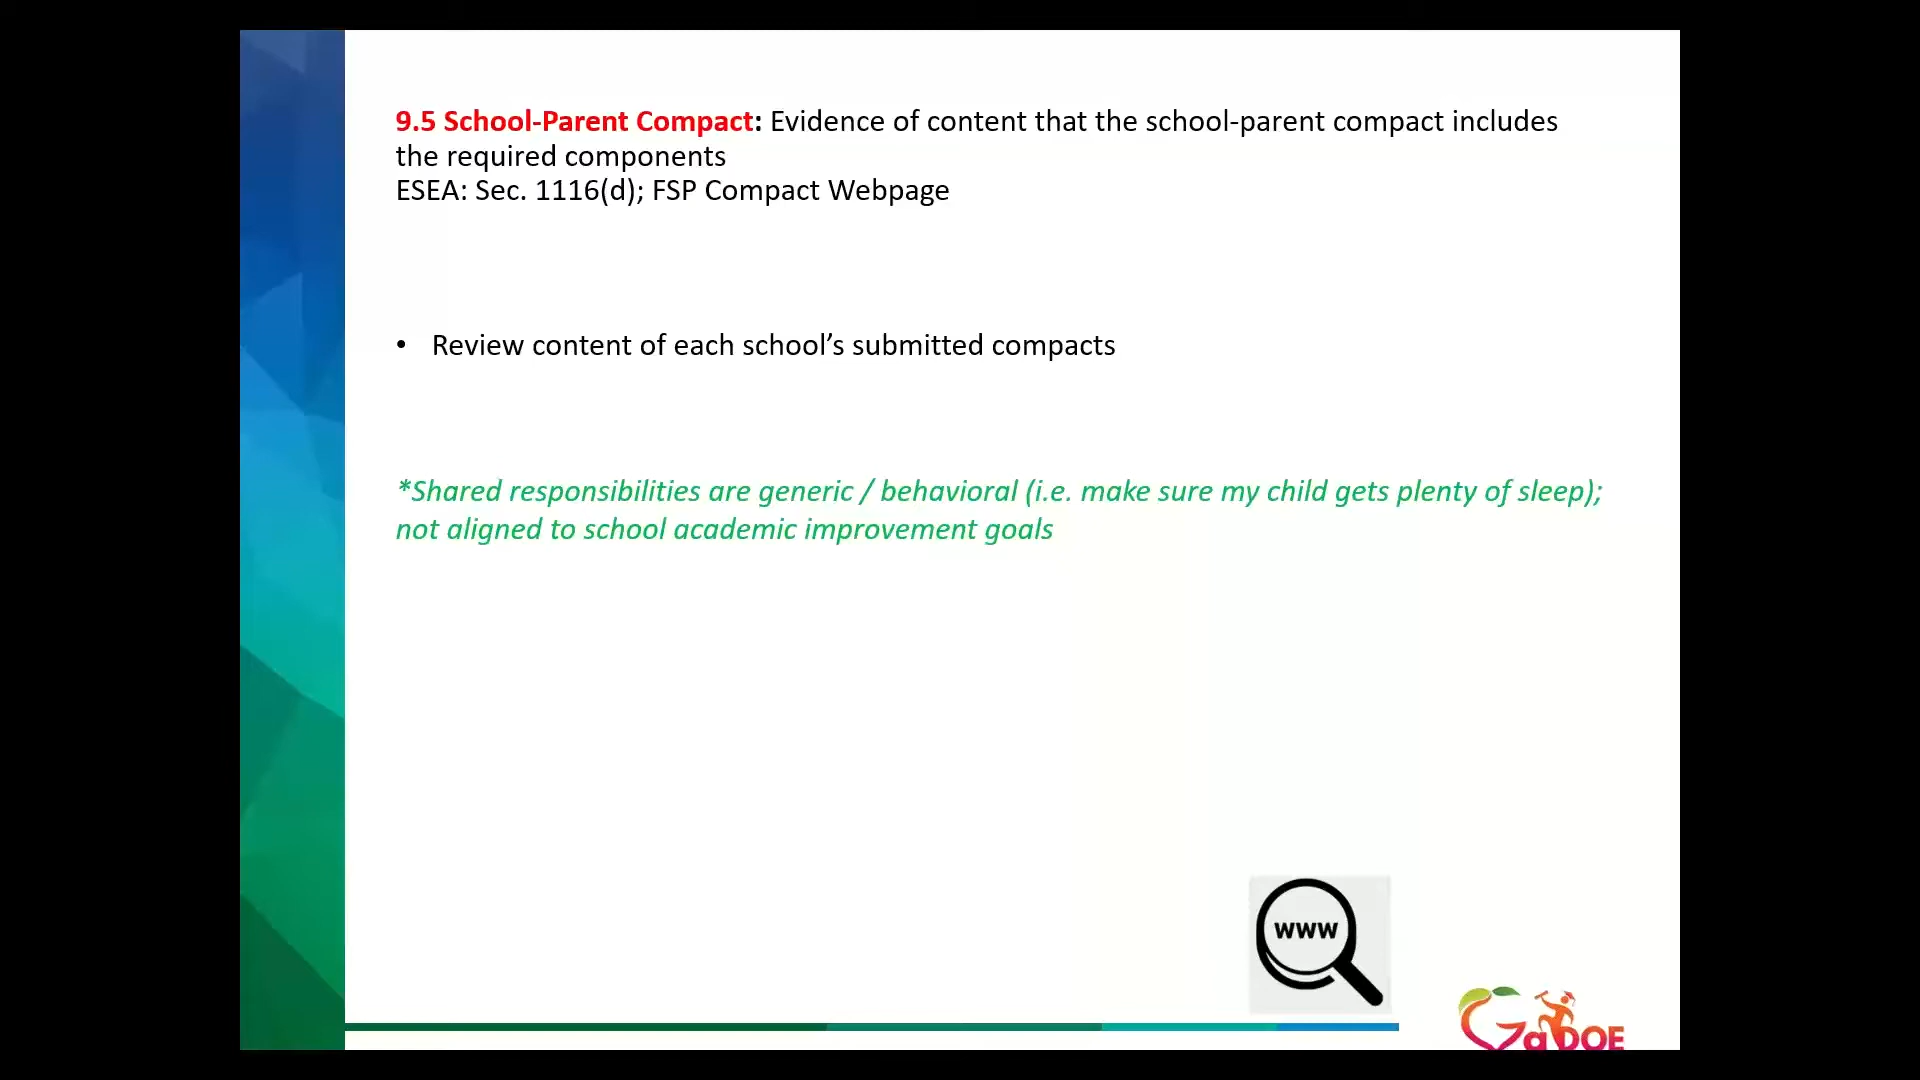 9.5 School-Parent Compact: Evidence of content that the school-parent compact includes
the required components
ESEA: Sec. 1116(d); FSP Compact Webpage
• Review content of each school’s submitted compacts
*Shared responsibilities are generic / behavioral (i.e. make sure my child gets plenty of sleep);
not aligned to school academic improvement goals
www
GaDOE